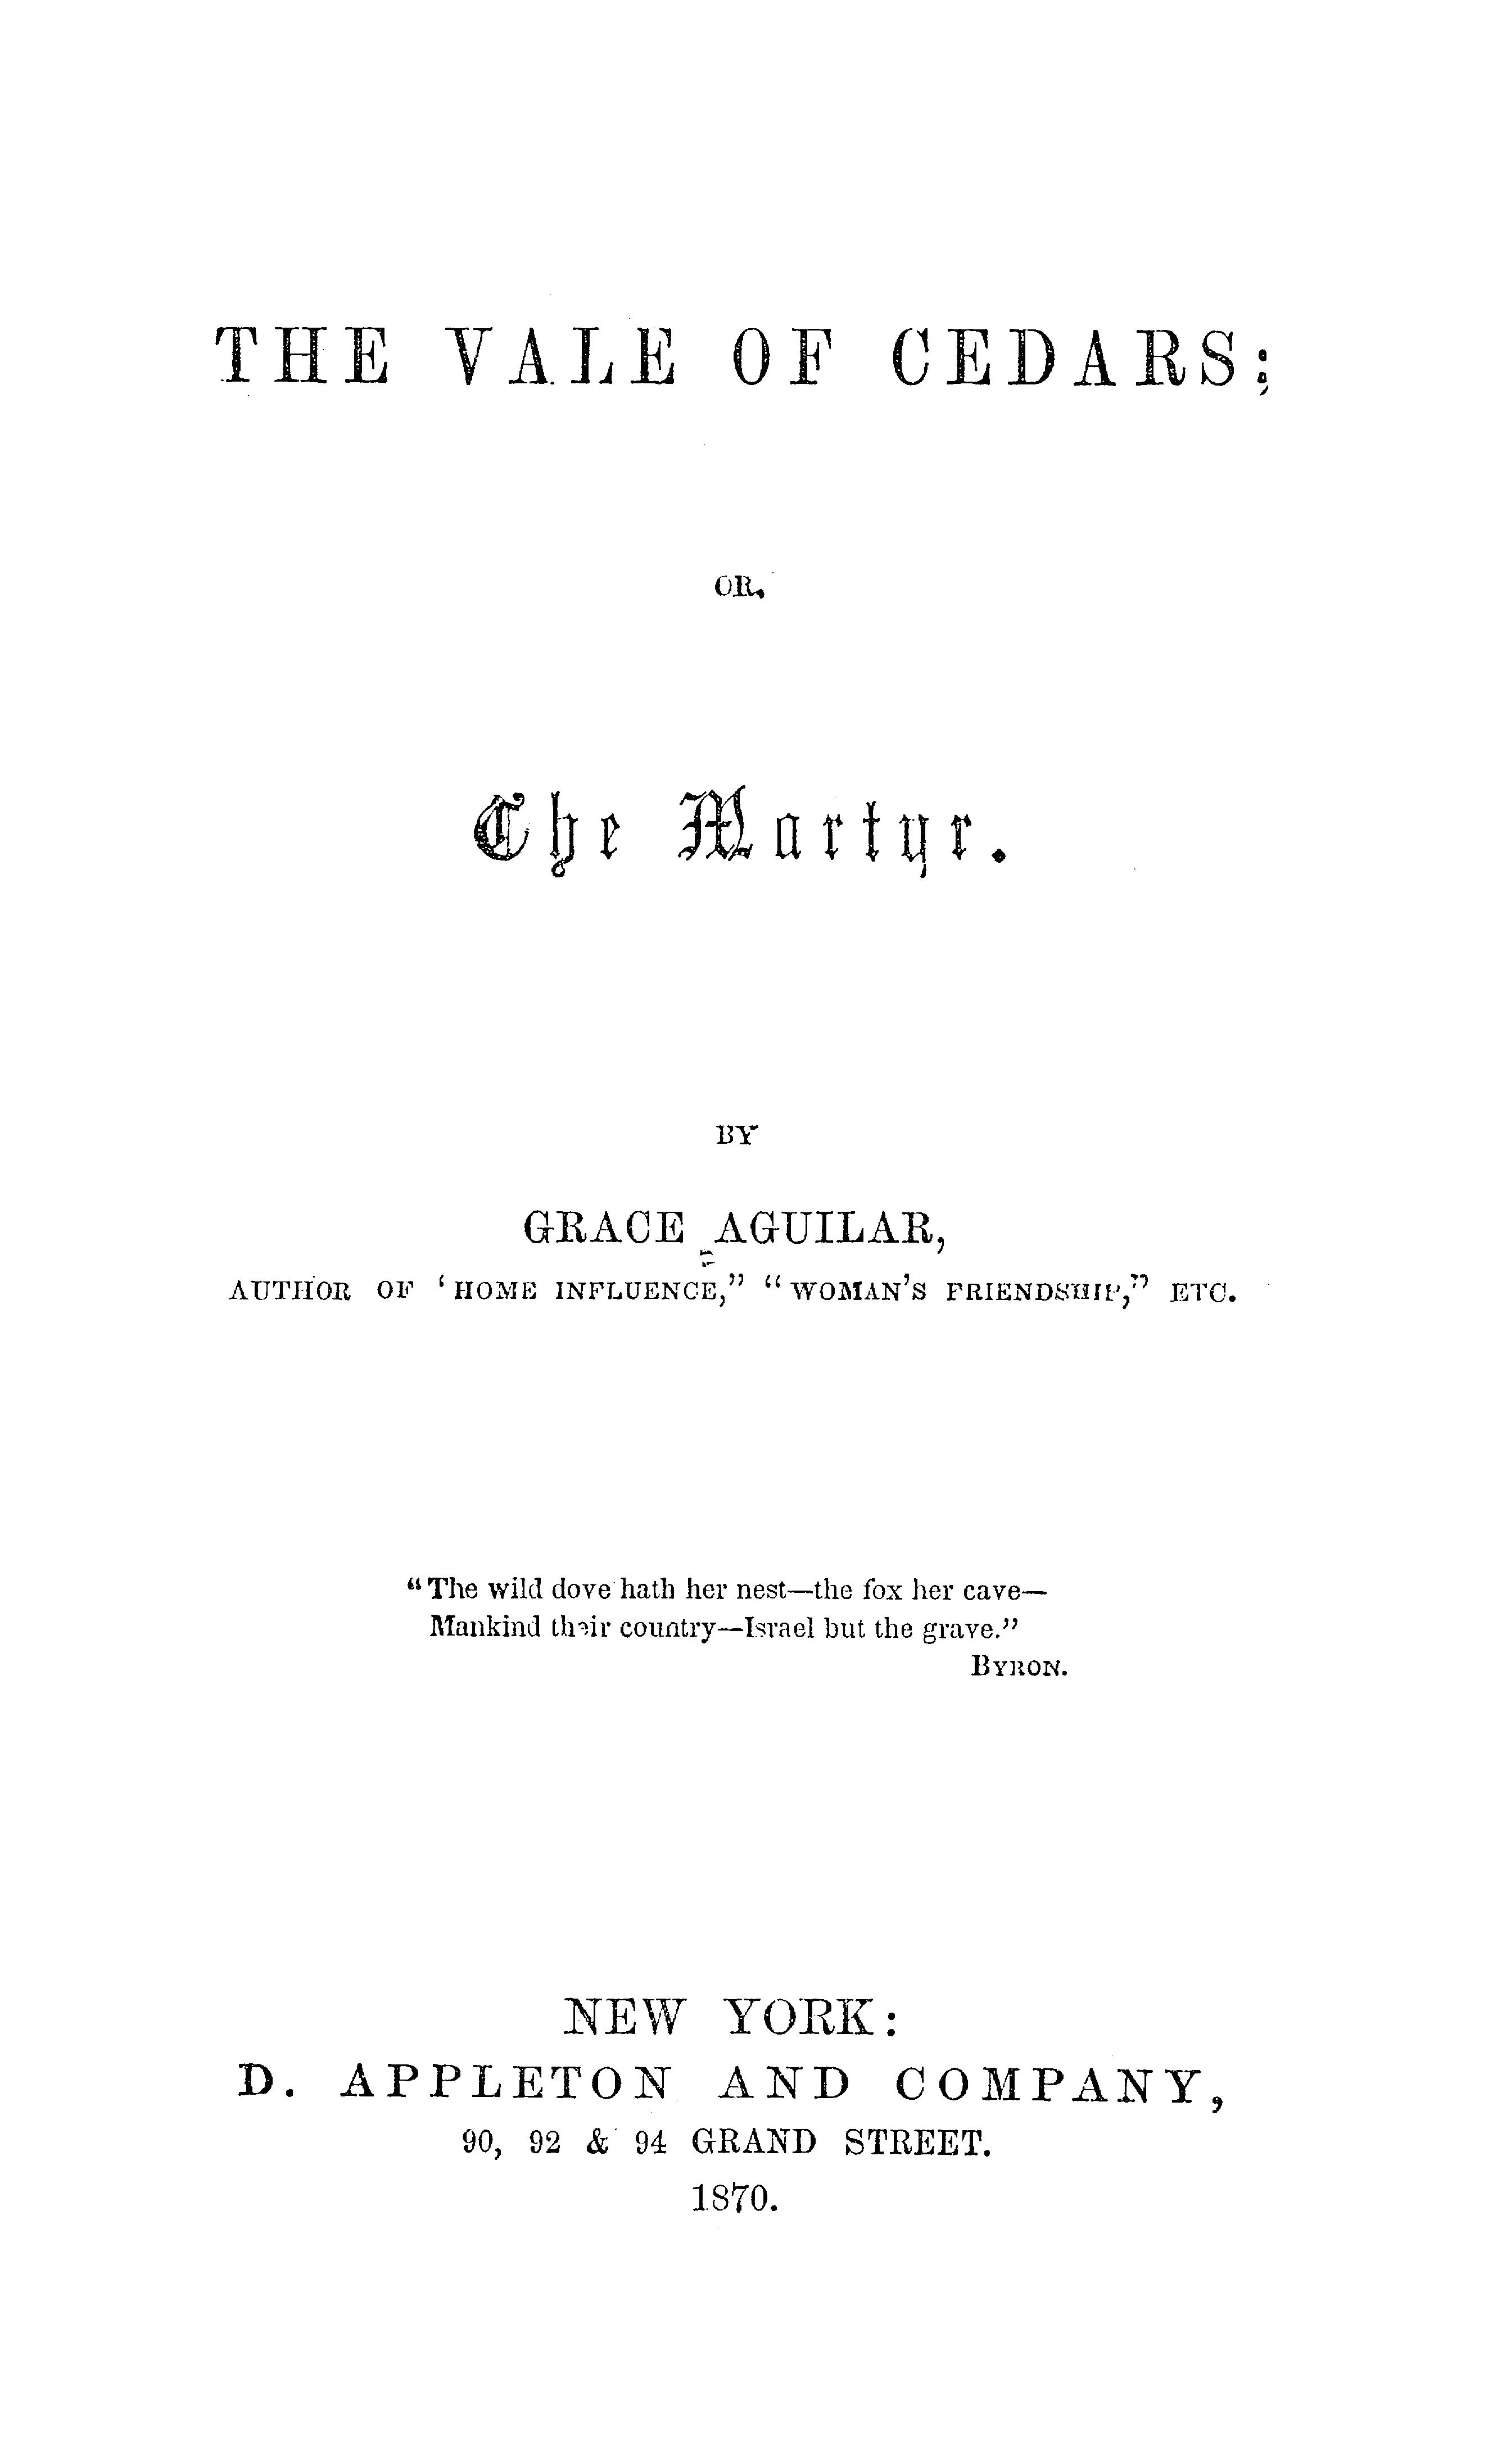 THE VALE OF CEDARS;
OR,
The Martyr.
BY
GRACE AGUILAR,
AUTHOR OF ‘HOME INFLUENCE,” “WOMAN’S FRIENDSHIP,” ETC.
“The wild dove hath her nest—the fox her cave—
Mankind their country—Israel but the grave.”
BYRON.
NEW YORK:
D. APPLETON AND COMPANY,
90, 92 & 94 GRAND STREET.
1870.